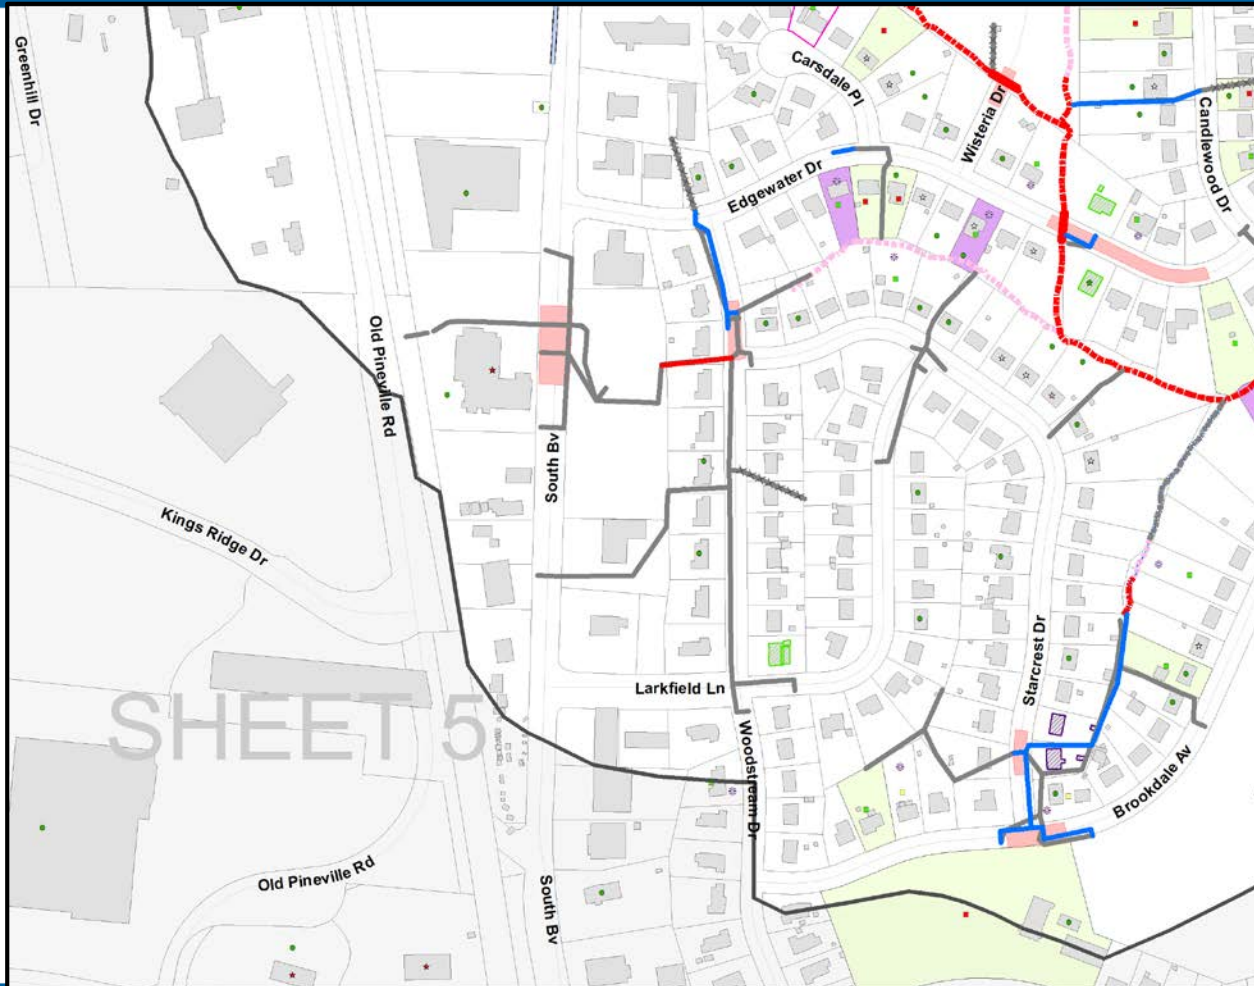 Greenhill Dr
Carsdale Pl
Wisteria Dr
Candlewood Dr
Edgewater Dr
Old Pineville Rd
South Bv
Kings Ridge Dr
Starcrest Dr
Larkfield Ln
SHEET 5
Woodstream Dr
Brookdale Av
Old Pineville Rd
South Bv